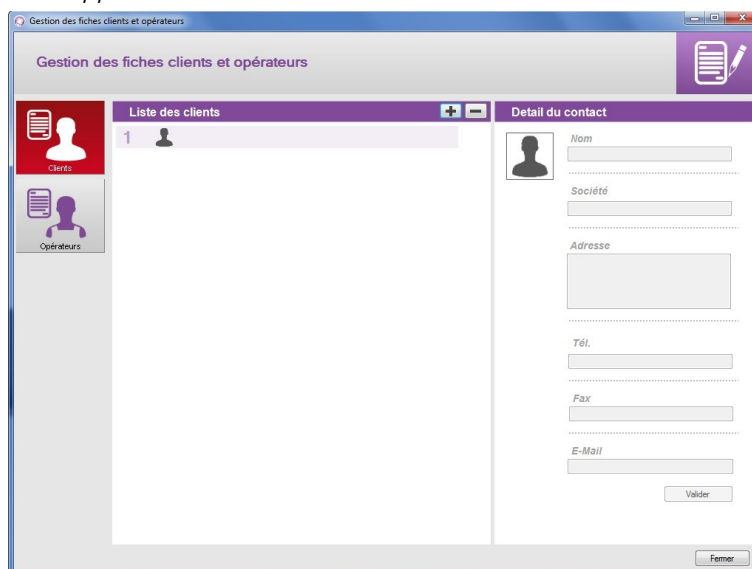 Gestion des fiches clients et opérateurs
Gestion des fiches clients et opérateurs
Clients
Opérateurs
Liste des clients
1
Detail du contact
Nom
Société
Adresse
Tél.
Fax
E-Mail
Valider
Fermer